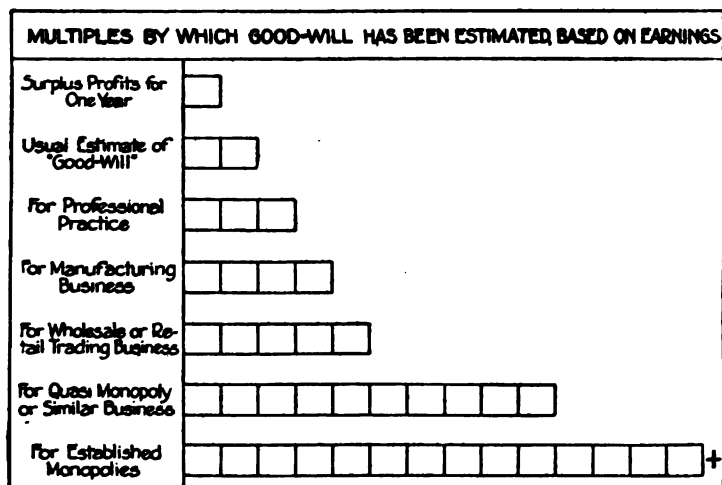 MULTIPLES BY WHICH GOOD-WILL HAS BEEN ESTIMATED, BASED ON EARNINGS
Surplus Profits for
One Year
Usual Estimate of
"Good-Will"
For Professional
Practice
For Manufacturing
Business
For Wholesale or Re-
tail Trading Business
For Quasi Monopoly
or Similar Business
For Established
Monopolies
+